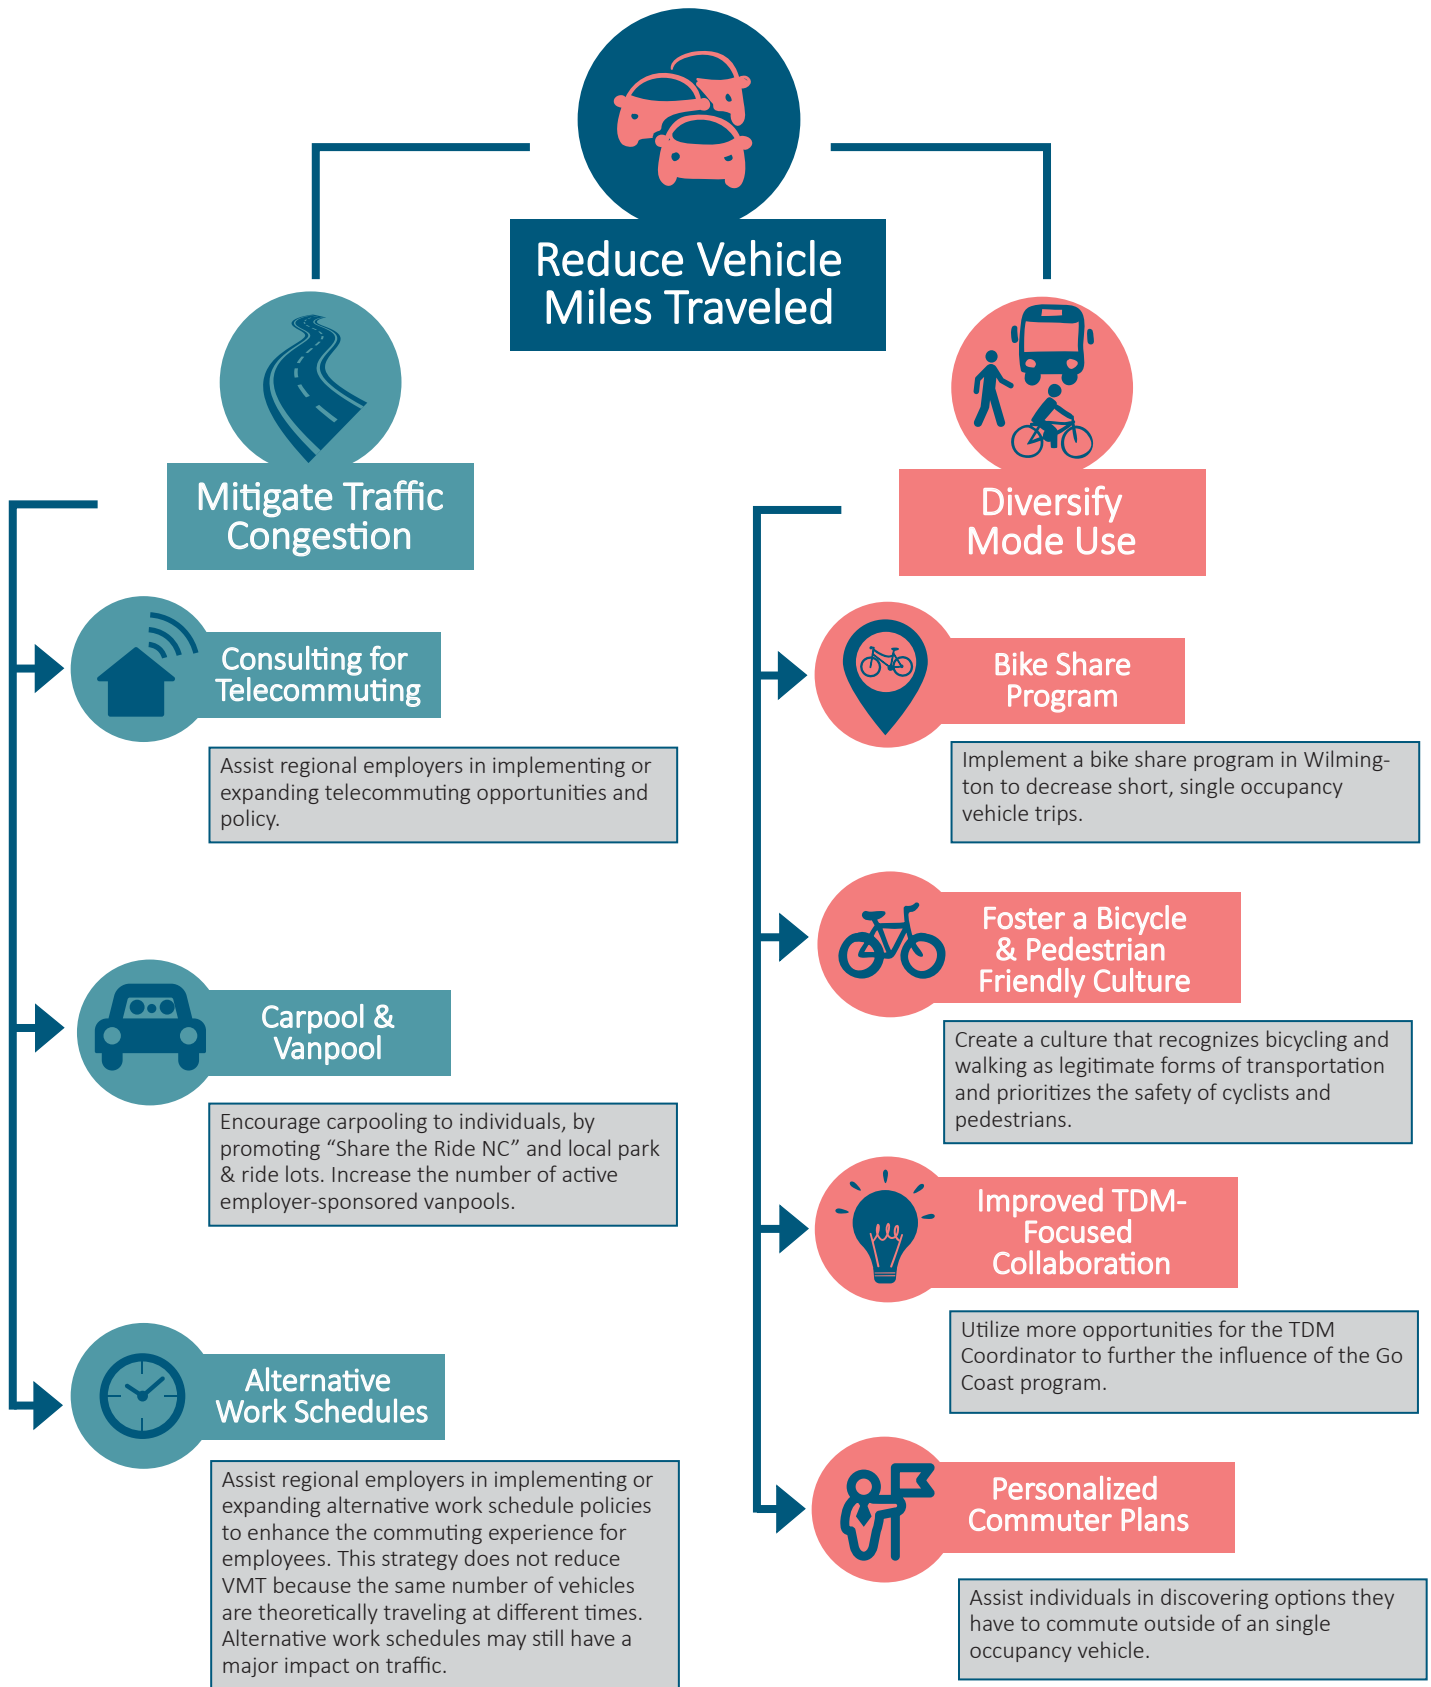 Reduce Vehicle
Miles Traveled
Mitigate Traffic
Congestion
Consulting for
Telecommuting
Assist regional employers in implementing or
expanding telecommuting opportunities and
policy.
Carpool &
Vanpool
Encourage carpooling to individuals, by
promoting “Share the Ride NC” and local park
& ride lots. Increase the number of active
employer-sponsored vanpools.
Alternative
Work Schedules
Assist regional employers in implementing or
expanding alternative work schedule policies
to enhance the commuting experience for
employees. This strategy does not reduce
VMT because the same number of vehicles
are theoretically traveling at different times.
Alternative work schedules may still have a
major impact on traffic.
Diversify
Mode Use
Bike Share
Program
Implement a bike share program in Wilming-
ton to decrease short, single occupancy
vehicle trips.
Foster a Bicycle
& Pedestrian
Friendly Culture
Create a culture that recognizes bicycling and
walking as legitimate forms of transportation
and prioritizes the safety of cyclists and
pedestrians.
Improved TDM-
Focused
Collaboration
Utilize more opportunities for the TDM
Coordinator to further the influence of the Go
Coast program.
Personalized
Commuter Plans
Assist individuals in discovering options they
have to commute outside of an single
occupancy vehicle.